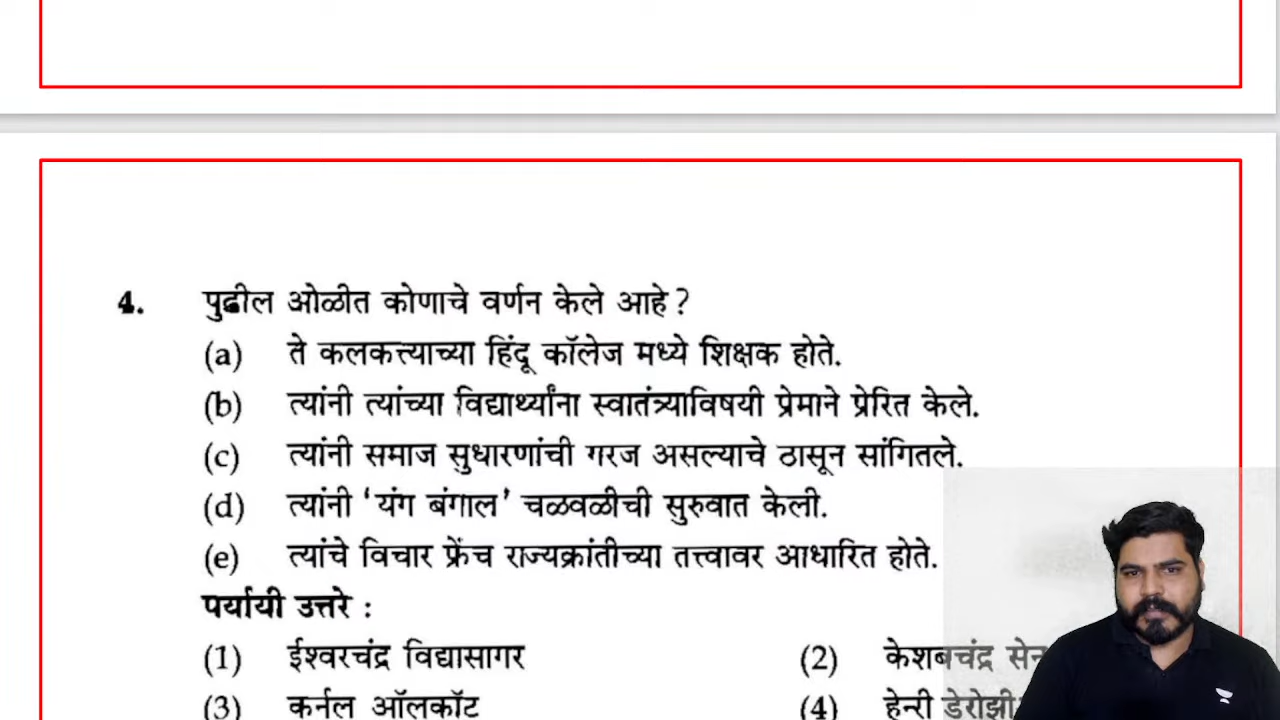 4. पुढील ओळीत कोणाचे वर्णन केले आहे ?
(a) ते कलकत्त्याच्या हिंदू कॉलेज मध्ये शिक्षक होते.
(b) त्यांनी त्यांच्या विद्यार्थ्यांना स्वातंत्र्याविषयी प्रेमाने प्रेरित केले.
(c) त्यांनी समाज सुधारणांची गरज असल्याचे ठासून सांगितले.
(d) त्यांनी ‘यंग बंगाल’ चळवळीची सुरुवात केली.
(e) त्यांचे विचार फ्रेंच राज्यक्रांतीच्या तत्त्वावर आधारित होते.
पर्यायी उत्तरे :
(1) ईश्वरचंद्र विद्यासागर (2) केशबचंद्र सेन
(3) कर्नल ऑलकॉट (4) हेन्री डेरोझी